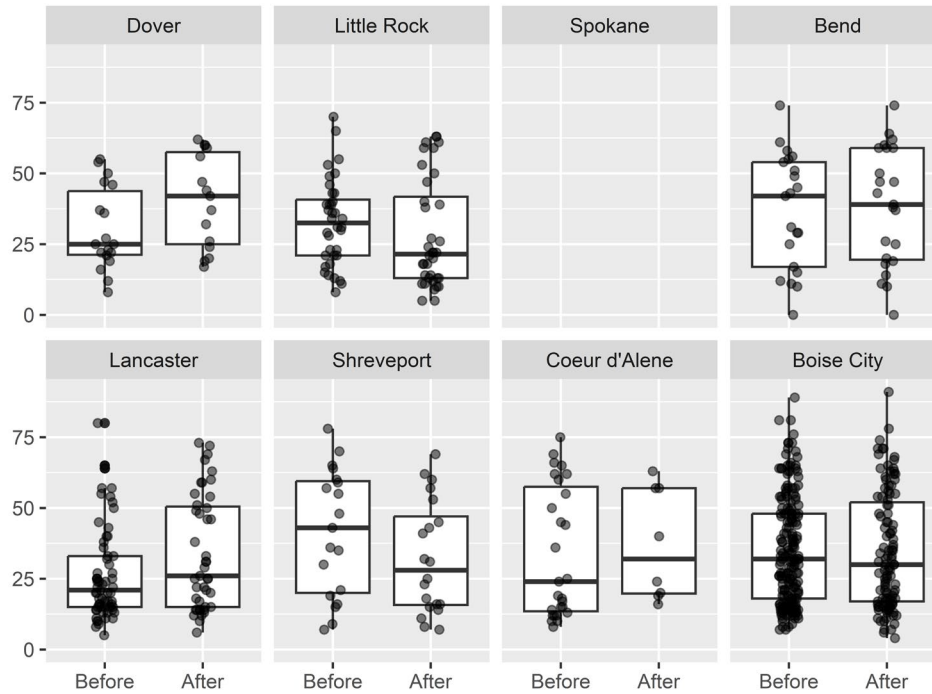 Dover Little Rock Spokane Bend
75
50
25
0
Lancaster Shreveport Coeur d'Alene Boise City
75
50
25
0
Before After Before After Before After Before After